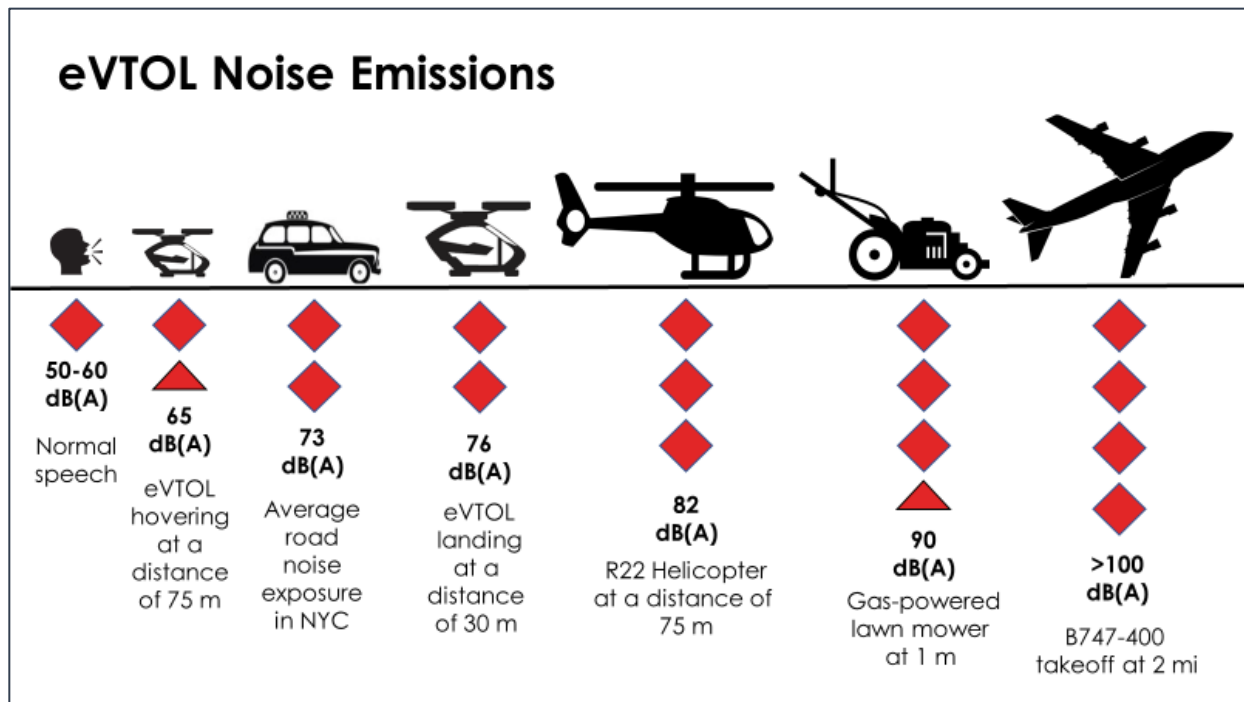 eVTOL Noise Emissions
50-60
dB(A)
Normal
speech
65
dB(A)
eVTOL
hovering
at a
distance
of 75 m
73
dB(A)
Average
road
noise
exposure
in NYC
76
dB(A)
eVTOL
landing
at a
distance
of 30 m
82
dB(A)
R22 Helicopter
at a distance of
75 m
90
dB(A)
Gas-powered
lawn mower
at 1 m
>100
dB(A)
B747-400
takeoff at 2 mi